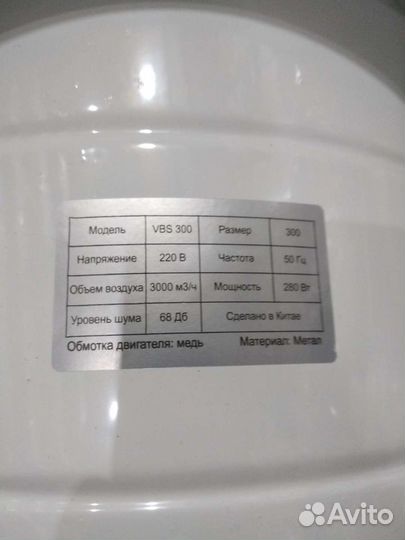 Модель VBS 300 Размер 300
Напряжение 220 В Частота 50 Гц
Объем воздуха 3000 м3/ч Мощность 280 Вт
Уровень шума 68 Дб Сделано в Китае
Обмотка двигателя: медь Материал: Метал
Avito